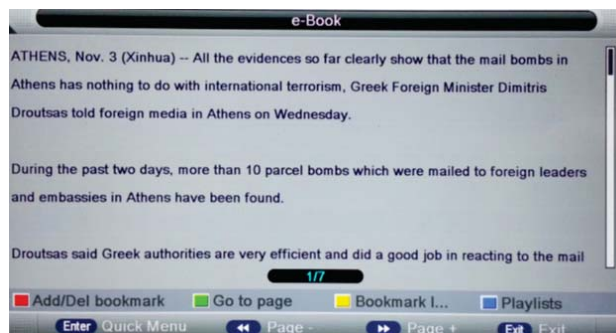 e-Book
ATHENS, Nov. 3 (Xinhua) -- All the evidences so far clearly show that the mail bombs in
Athens has nothing to do with international terrorism, Greek Foreign Minister Dimitris
Droutsas told foreign media in Athens on Wednesday.
During the past two days, more than 10 parcel bombs which were mailed to foreign leaders
and embassies in Athens have been found.
Droutsas said Greek authorities are very efficient and did a good job in reacting to the mail
1/7
Add/Del bookmark Go to page Bookmark l... Playlists
Enter Quick Menu Page - Page + Exit Exit